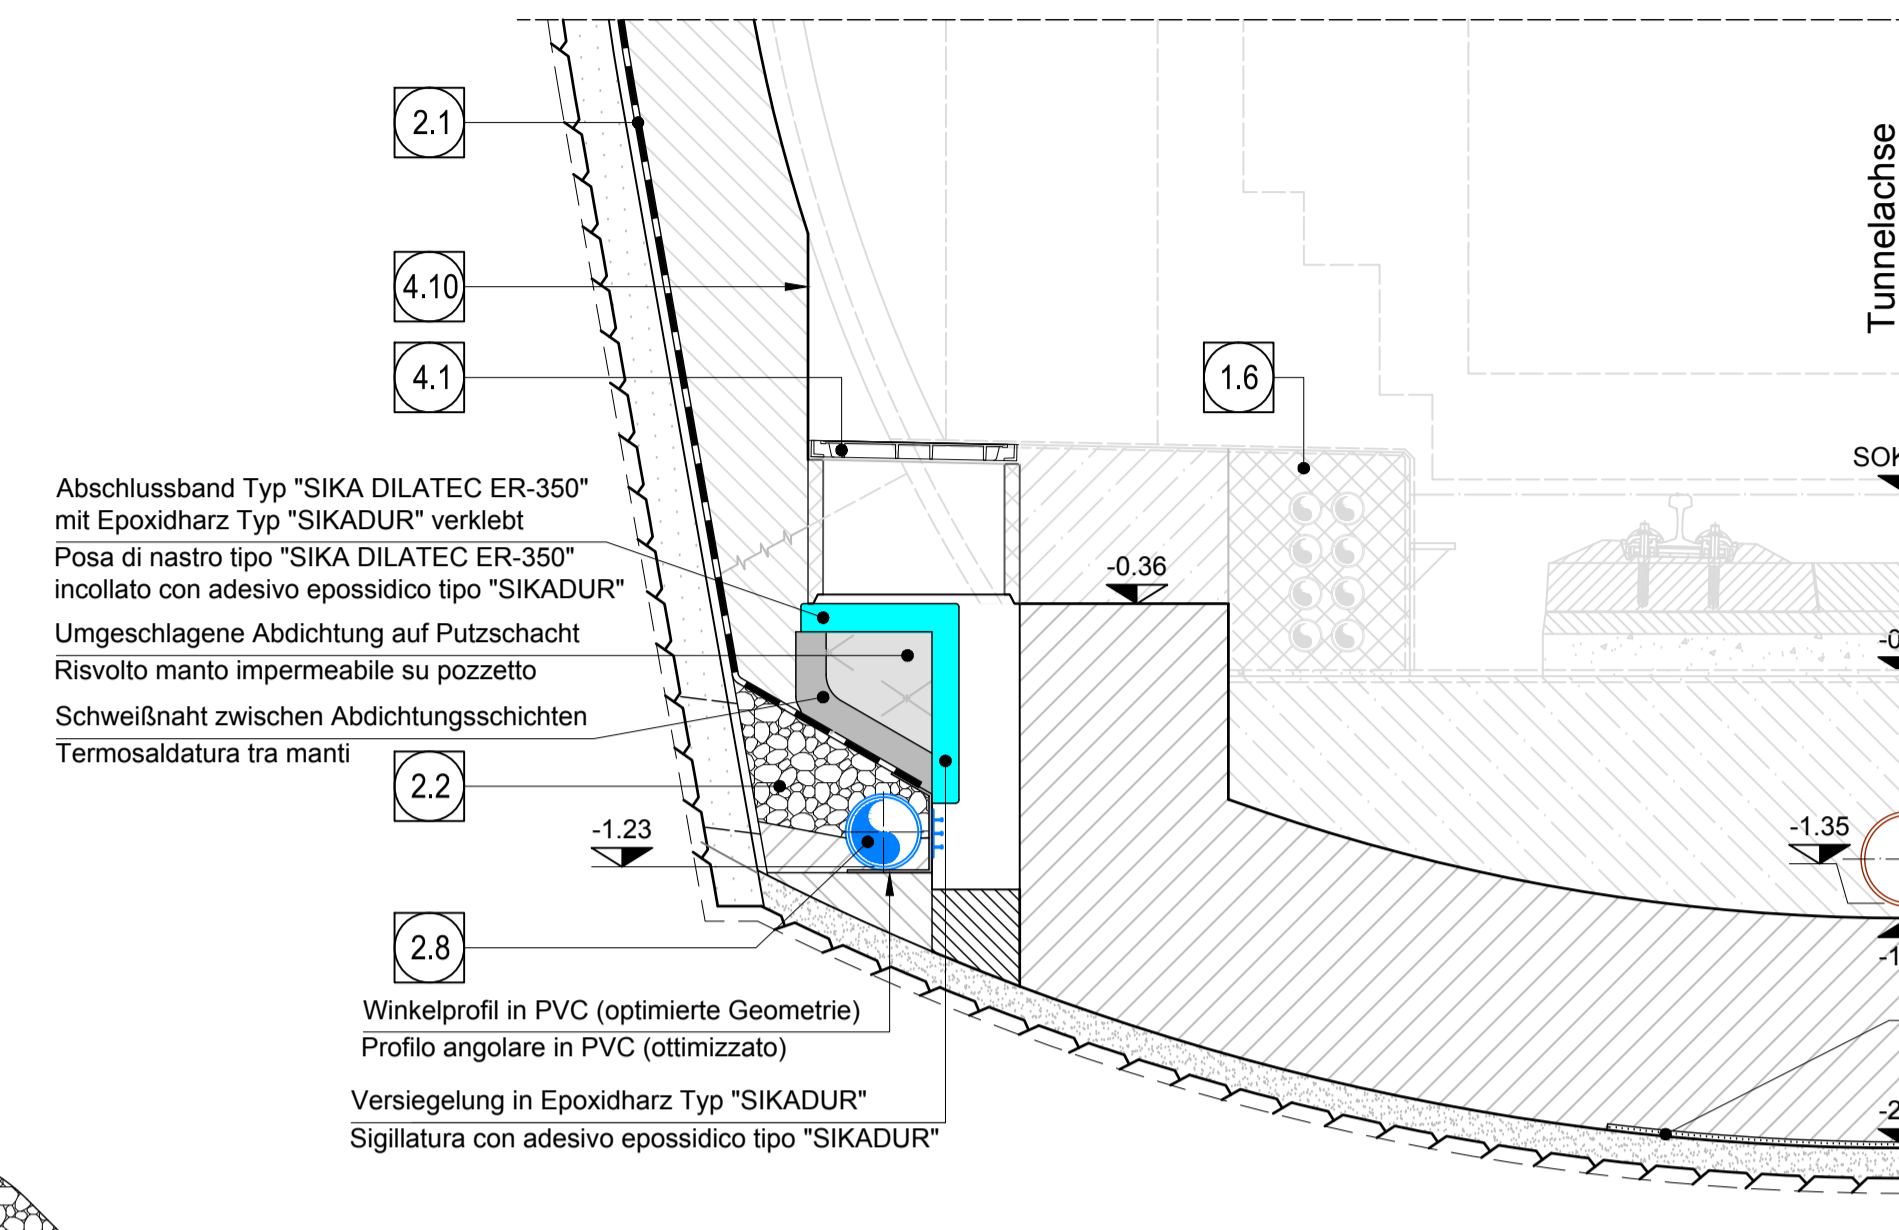 2.1
Tunnelachse
4.10
4.1
1.6
SOK
Abschlussband Typ "SIKA DILATEC ER-350"
mit Epoxidharz Typ "SIKADUR" verklebt
Posa di nastro tipo "SIKA DILATEC ER-350"
incollato con adesivo epossidico tipo "SIKADUR"
-0.36
Umgeschlagene Abdichtung auf Putzschacht
Risvolto manto impermeabile su pozzetto
Schweißnaht zwischen Abdichtungsschichten
Termosaldatura tra manti
2.2
-1.23
-1.35
2.8
Winkelprofil in PVC (optimierte Geometrie)
Profilo angolare in PVC (ottimizzato)
Versiegelung in Epoxidharz Typ "SIKADUR"
Sigillatura con adesivo epossidico tipo "SIKADUR"